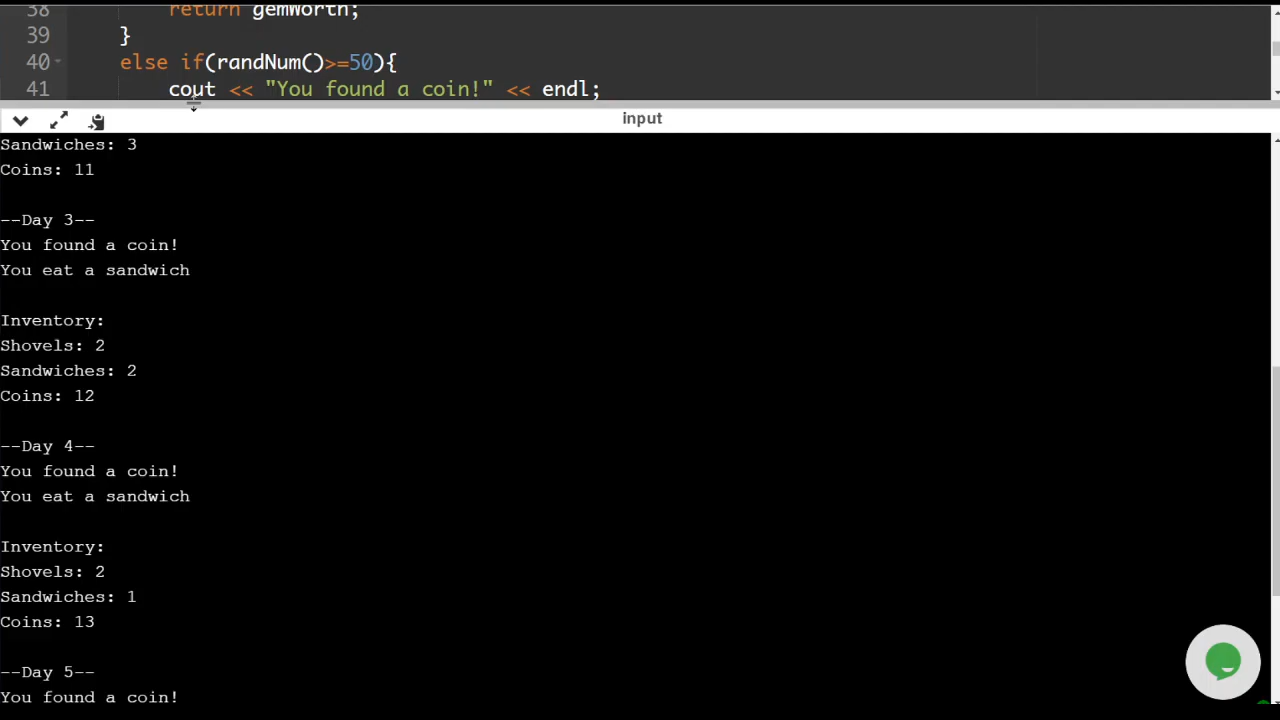 38 return gemWorth;
39 }
40 else if(randNum()>=50){
41 cout << "You found a coin!" << endl;
input
Sandwiches: 3
Coins: 11
--Day 3--
You found a coin!
You eat a sandwich
Inventory:
Shovels: 2
Sandwiches: 2
Coins: 12
--Day 4--
You found a coin!
You eat a sandwich
Inventory:
Shovels: 2
Sandwiches: 1
Coins: 13
--Day 5--
You found a coin!